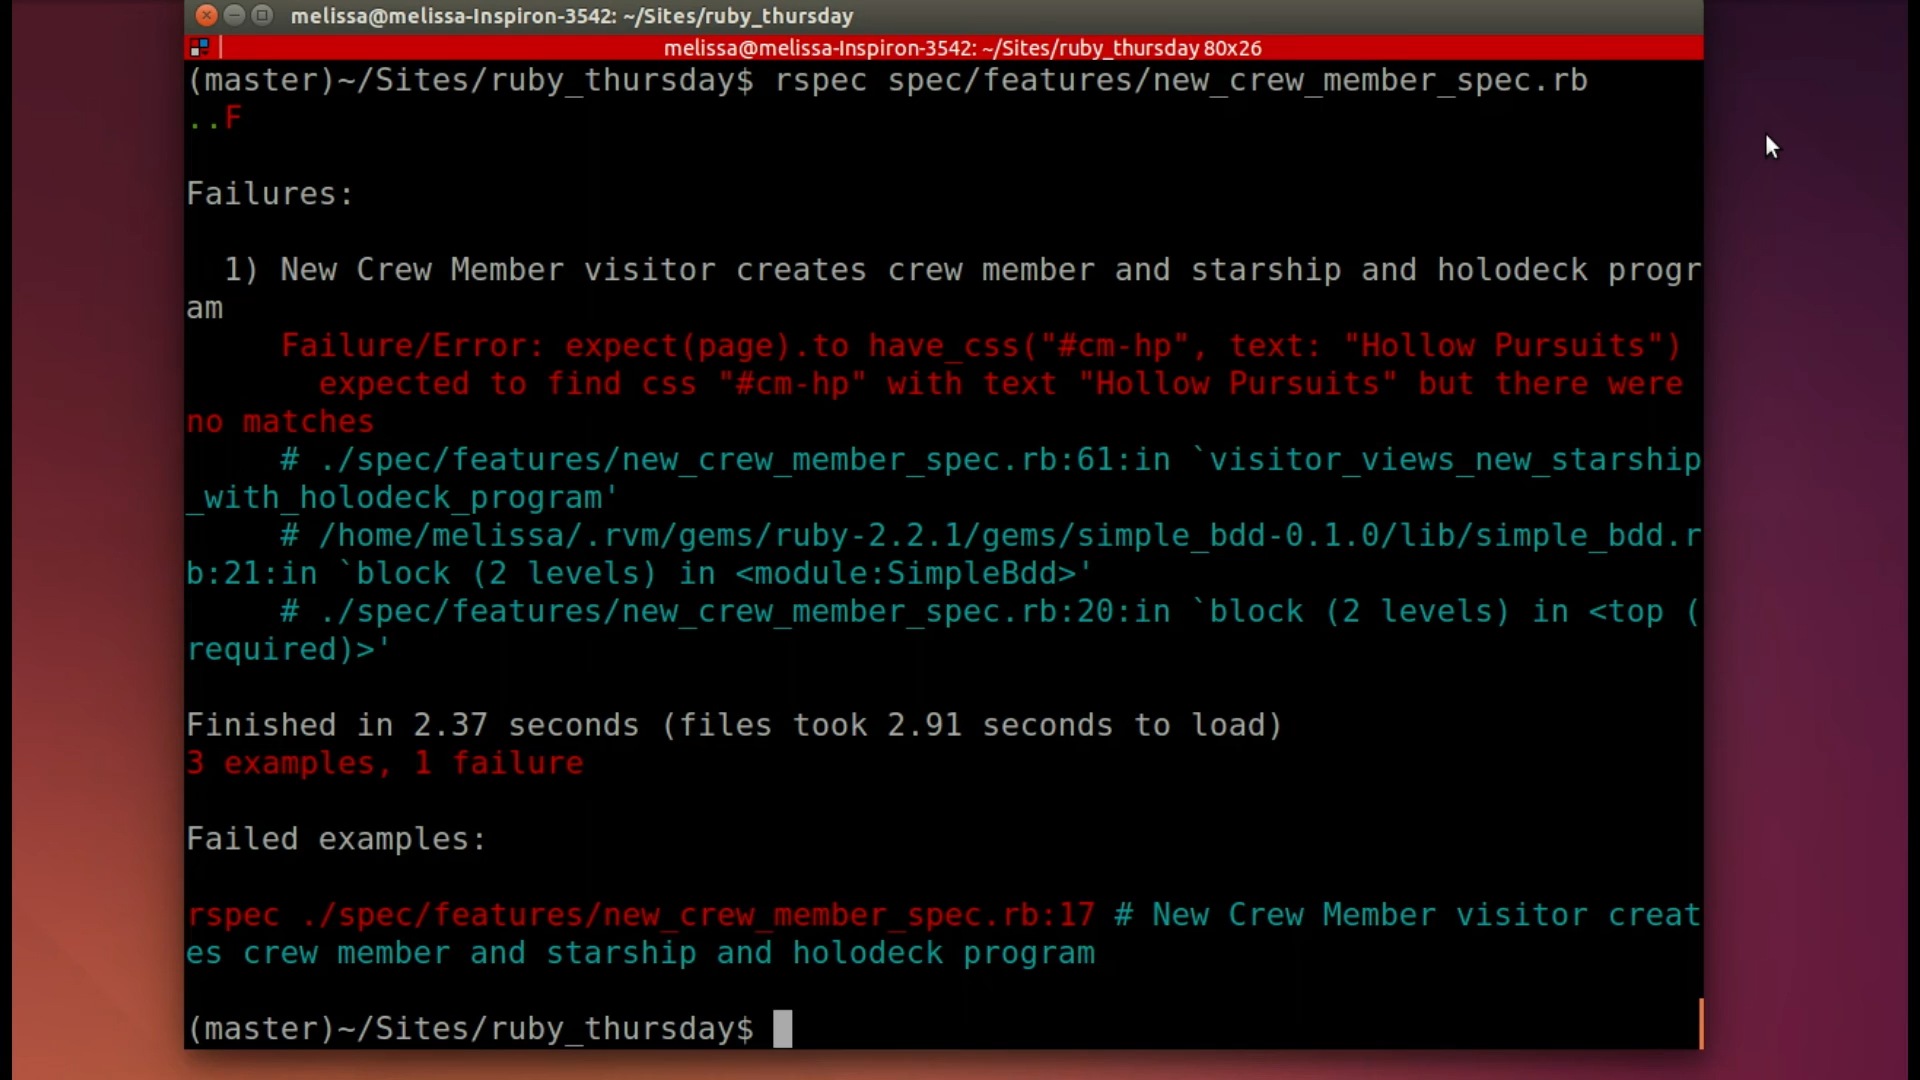 melissa@melissa-Inspiron-3542: ~/Sites/ruby_thursday
melissa@melissa-Inspiron-3542: ~/Sites/ruby_thursday 80x26
(master)~/Sites/ruby_thursday$ rspec spec/features/new_crew_member_spec.rb
..F
Failures:
1) New Crew Member visitor creates crew member and starship and holodeck progr
am
Failure/Error: expect(page).to have_css("#cm-hp", text: "Hollow Pursuits")
expected to find css "#cm-hp" with text "Hollow Pursuits" but there were
no matches
# ./spec/features/new_crew_member_spec.rb:61:in `visitor_views_new_starship
_with_holodeck_program'
# /home/melissa/.rvm/gems/ruby-2.2.1/gems/simple_bdd-0.1.0/lib/simple_bdd.r
b:21:in `block (2 levels) in <module:SimpleBdd>'
# ./spec/features/new_crew_member_spec.rb:20:in `block (2 levels) in <top (
required)>'
Finished in 2.37 seconds (files took 2.91 seconds to load)
3 examples, 1 failure
Failed examples:
rspec ./spec/features/new_crew_member_spec.rb:17 # New Crew Member visitor creat
es crew member and starship and holodeck program
(master)~/Sites/ruby_thursday$